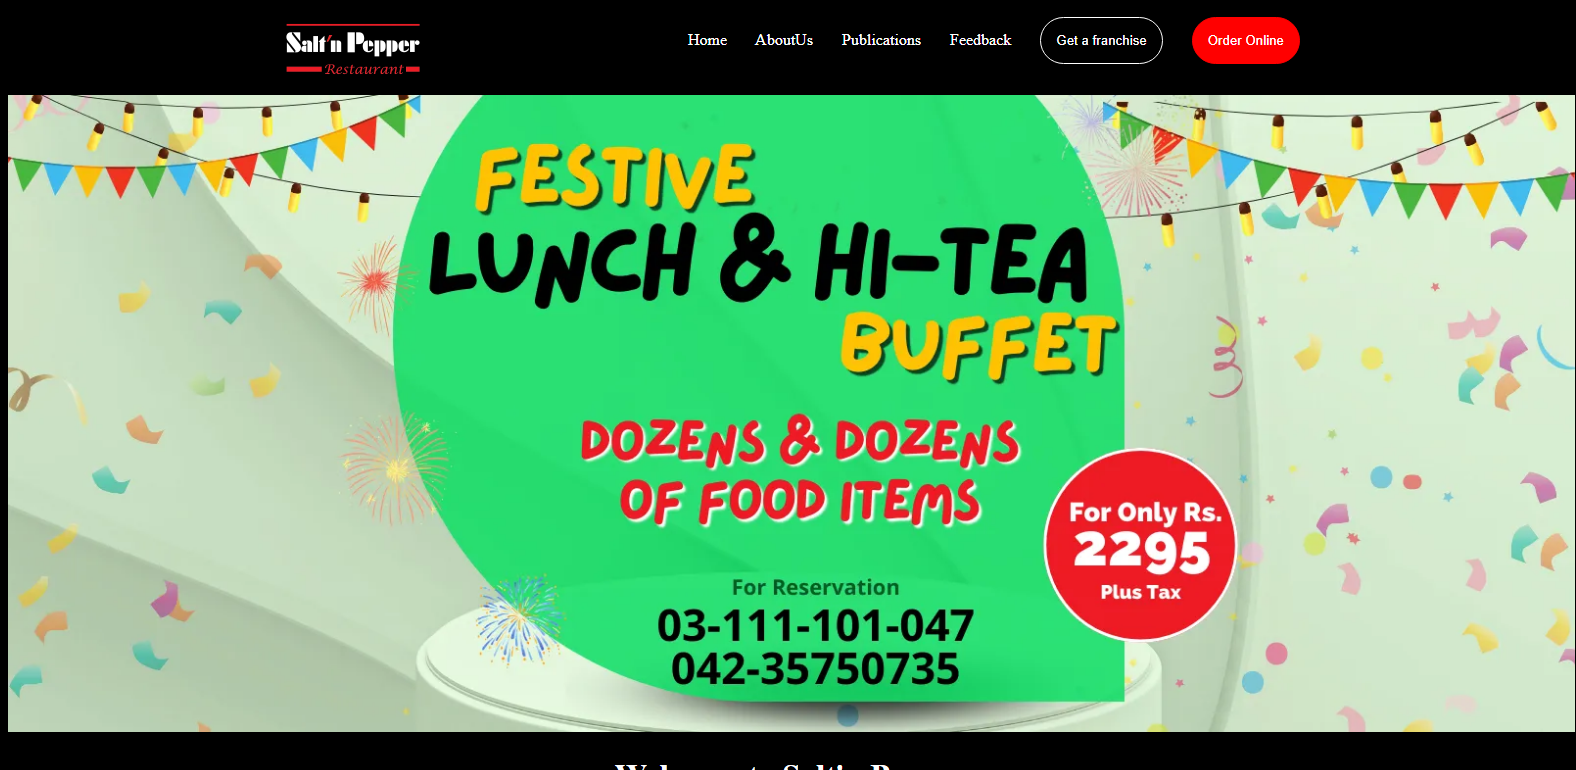 Salt'n Pepper
Restaurant
Home AboutUs Publications Feedback Get a franchise Order Online
FESTIVE
LUNCH & HI-TEA
BUFFET
DOZENS & DOZENS
OF FOOD ITEMS
For Only Rs.
2295
Plus Tax
For Reservation
03-111-101-047
042-35750735